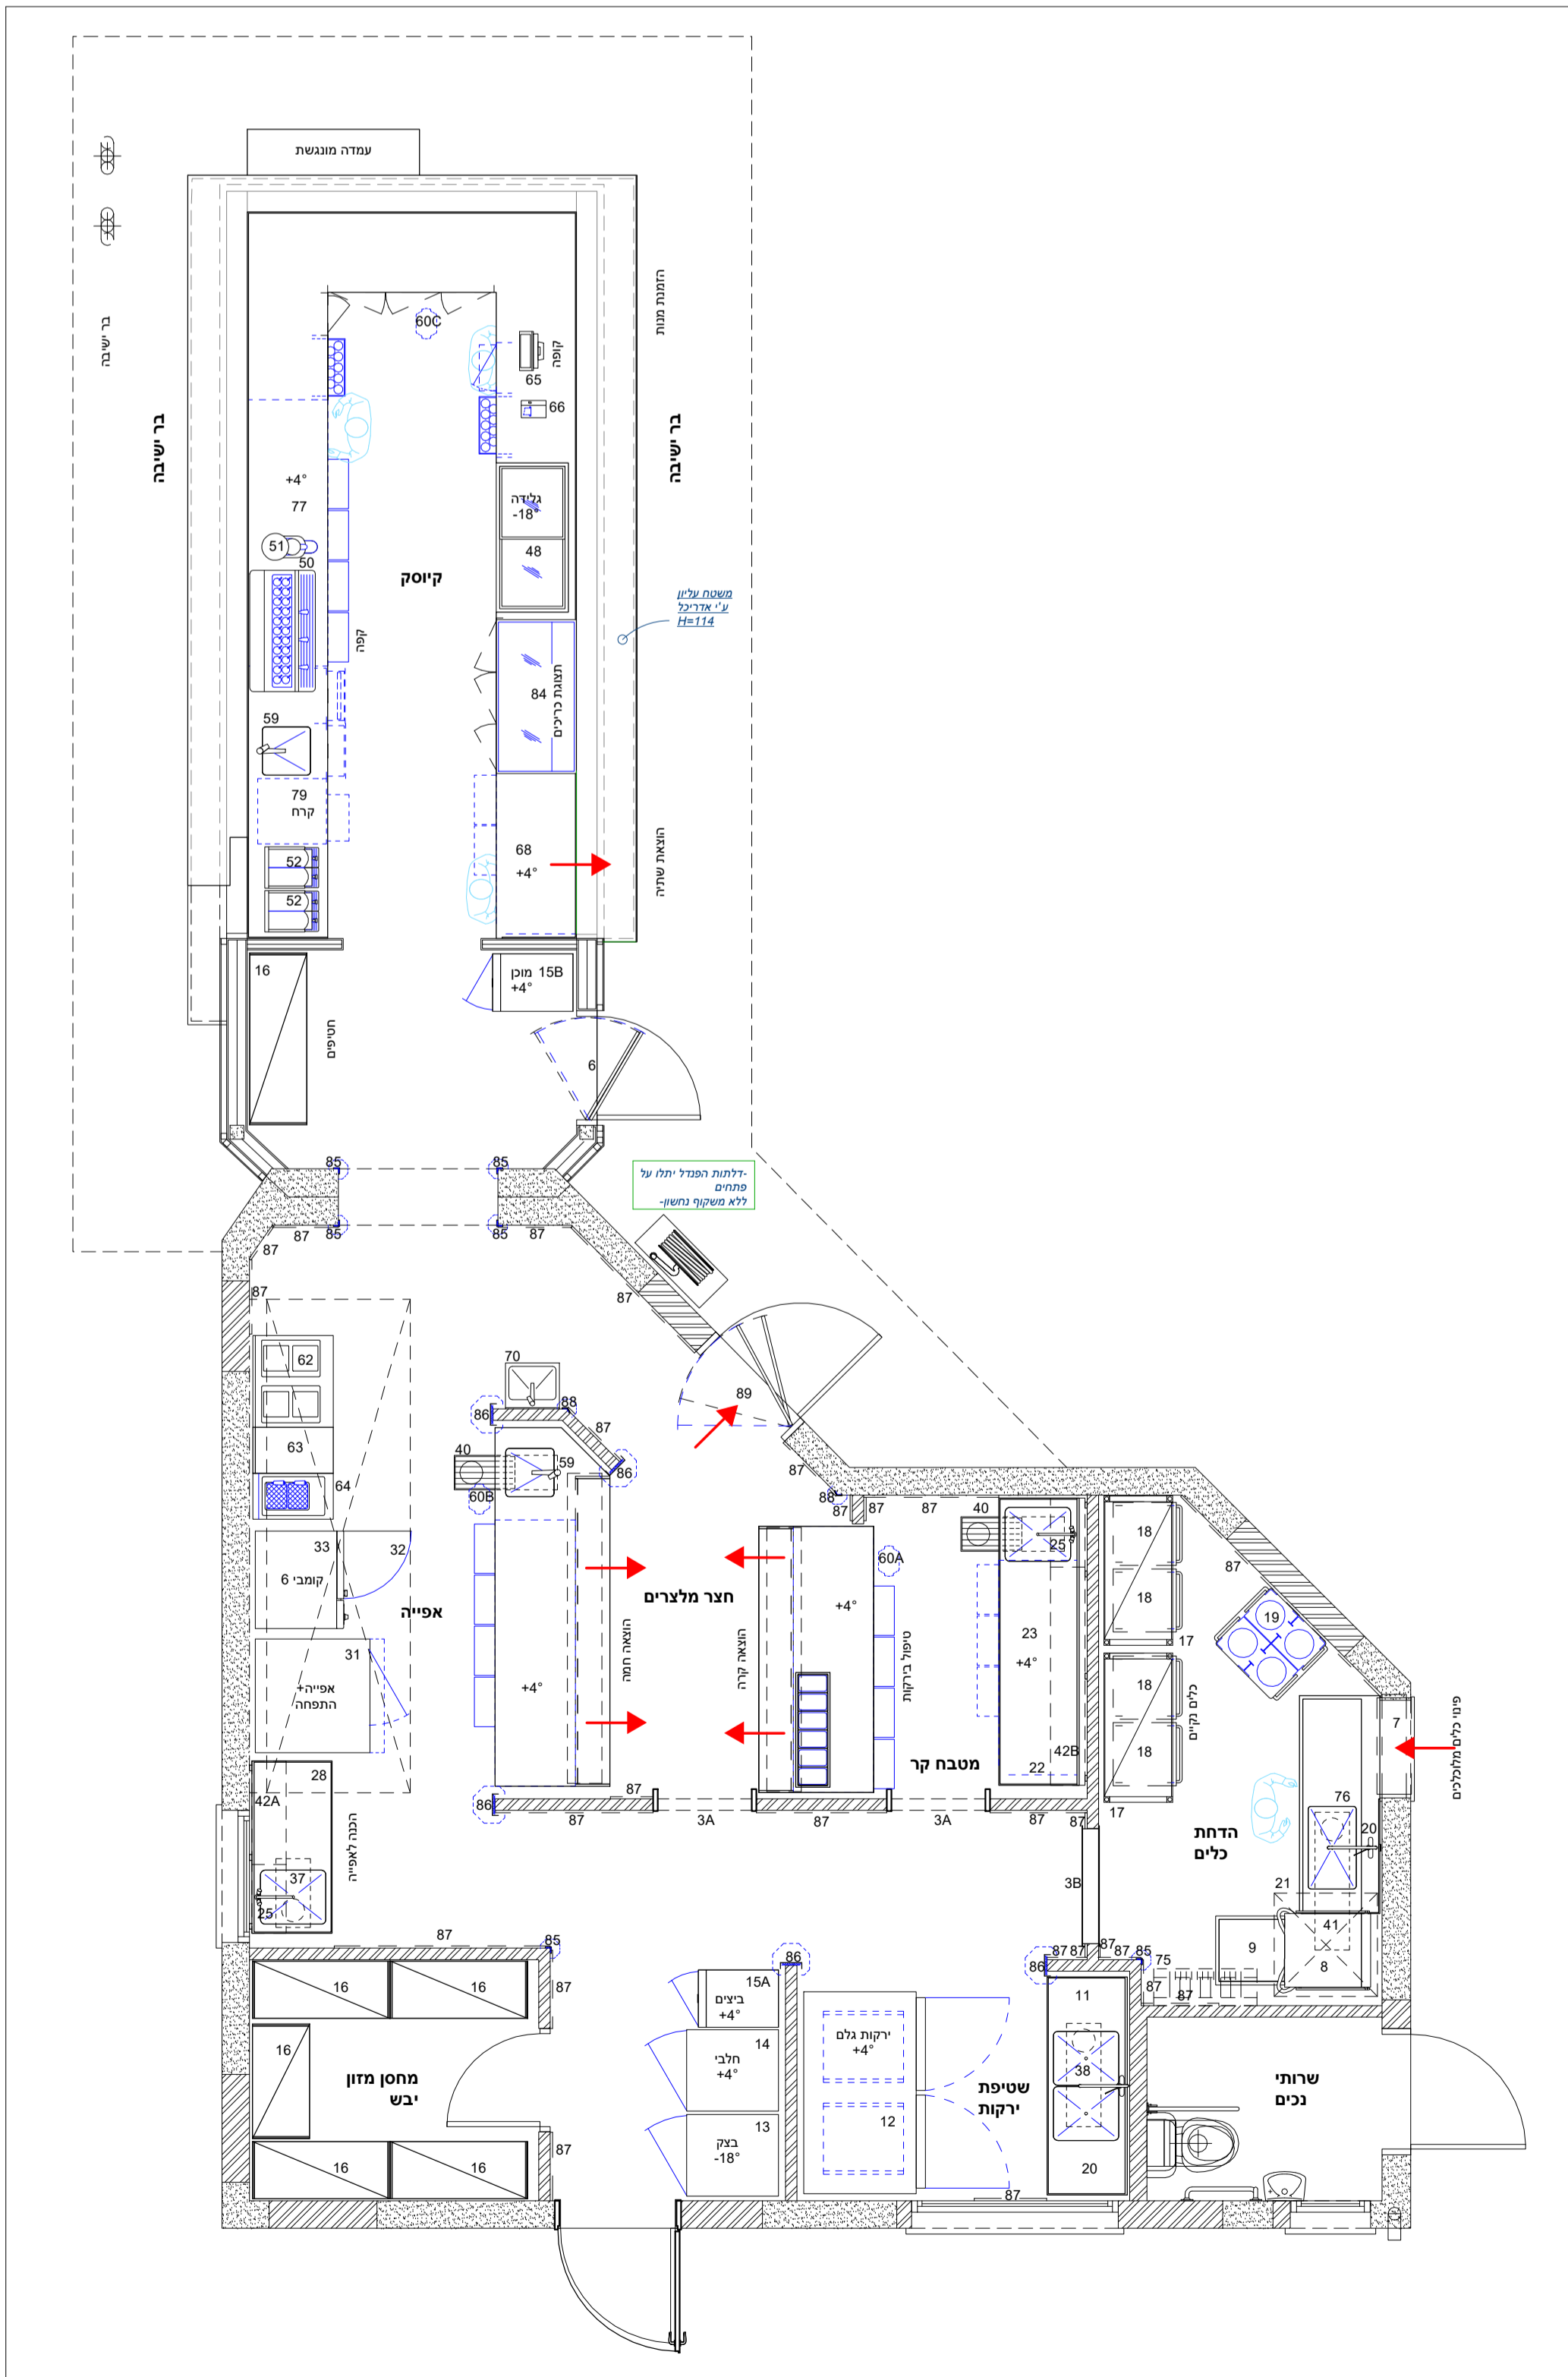 עמדה מונגשת
בר ישיבה
הזמנת מנות
60C
קופה
65
66
בר ישיבה
בר ישיבה
+4°
77
גלידה
-18°
48
51
50
קיוסק
קפה
משטח עליון
ע'י אדריכל
H=114
84
תצוגת כריכים
59
79
קרח
52
52
68
+4°
הוצאת שתיה
16
חטיפים
15B מוכן
+4°
6
85
85
85
85
87
87
87
87
87
-דלתות הפנדל יתלו על
פתחים
ללא משקוף נחשון-
62
63
64
70
88
86
87
86
40
59
60B
89
87
88
87
87
87
40
25
60A
33
32
קומבי 6
31
אפייה+
התפחה
אפייה
+4°
הוצאה חמה
חצר מלצרים
הוצאה קרה
+4°
טיפול בירקות
מטבח קר
23
+4°
42B
22
18
18
17
18
18
17
כלים נקיים
87
19
7
פינוי כלים מלוכלכים
76
20
הדחת
כלים
21
41
9
8
28
42A
37
25
הכנה לאפייה
86
87
87
3A
87
3A
87
87
3B
87
85
87
86
86
87
87
87
87
85
75
87
87
16
16
16
16
16
מחסן מזון
יבש
87
15A
ביצים
+4°
14
חלבי
+4°
13
בצק
-18°
ירקות גלם
+4°
12
שטיפת
ירקות
11
38
20
87
שרותי
נכים